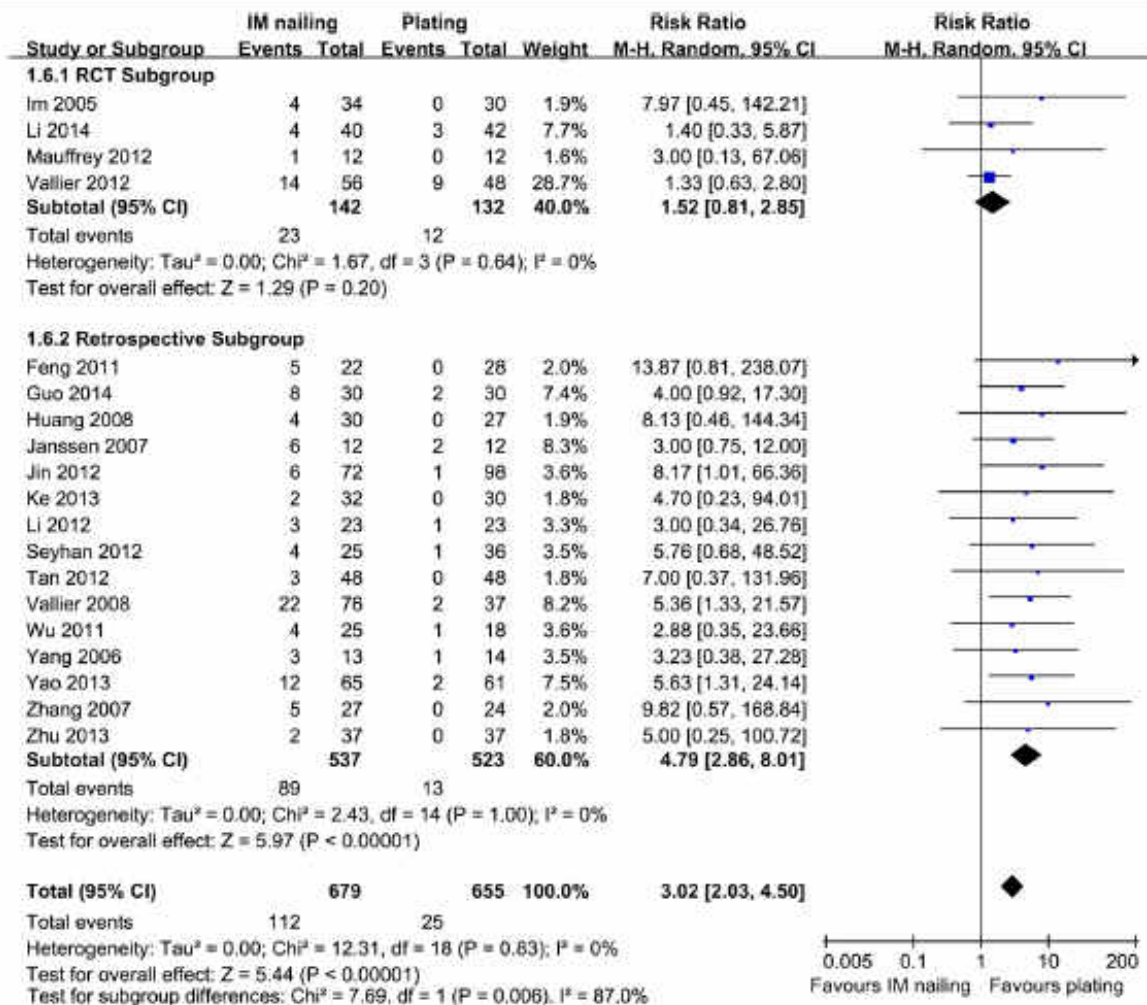 IM nailing Plating Risk Ratio Risk Ratio
Study or Subgroup Events Total Events Total Weight M-H, Random, 95% CI M-H, Random, 95% CI
1.6.1 RCT Subgroup
Im 2005 4 34 0 30 1.9% 7.97 [0.45, 142.21]
Li 2014 4 40 3 42 7.7% 1.40 [0.33, 5.87]
Mauffrey 2012 1 12 0 12 1.6% 3.00 [0.13, 67.06]
Vallier 2012 14 56 9 48 28.7% 1.33 [0.63, 2.80]
Subtotal (95% CI) 142 132 40.0% 1.52 [0.81, 2.85]
Total events 23 12
Heterogeneity: Tau² = 0.00; Chi² = 1.67, df = 3 (P = 0.64); I² = 0%
Test for overall effect: Z = 1.29 (P = 0.20)
1.6.2 Retrospective Subgroup
Feng 2011 5 22 0 28 2.0% 13.87 [0.81, 238.07]
Guo 2014 8 30 2 30 7.4% 4.00 [0.92, 17.30]
Huang 2008 4 30 0 27 1.9% 8.13 [0.46, 144.34]
Janssen 2007 6 12 2 12 8.3% 3.00 [0.75, 12.00]
Jin 2012 6 72 1 98 3.6% 8.17 [1.01, 66.36]
Ke 2013 2 32 0 30 1.8% 4.70 [0.23, 94.01]
Li 2012 3 23 1 23 3.3% 3.00 [0.34, 26.76]
Seyhan 2012 4 25 1 36 3.5% 5.76 [0.68, 48.52]
Tan 2012 3 48 0 48 1.8% 7.00 [0.37, 131.96]
Vallier 2008 22 76 2 37 8.2% 5.36 [1.33, 21.57]
Wu 2011 4 25 1 18 3.6% 2.88 [0.35, 23.66]
Yang 2006 3 13 1 14 3.5% 3.23 [0.38, 27.28]
Yao 2013 12 65 2 61 7.5% 5.63 [1.31, 24.14]
Zhang 2007 5 27 0 24 2.0% 9.82 [0.57, 168.84]
Zhu 2013 2 37 0 37 1.8% 5.00 [0.25, 100.72]
Subtotal (95% CI) 537 523 60.0% 4.79 [2.86, 8.01]
Total events 89 13
Heterogeneity: Tau² = 0.00; Chi² = 2.43, df = 14 (P = 1.00); I² = 0%
Test for overall effect: Z = 5.97 (P < 0.00001)
Total (95% CI) 679 655 100.0% 3.02 [2.03, 4.50]
Total events 112 25
Heterogeneity: Tau² = 0.00; Chi² = 12.31, df = 18 (P = 0.83); I² = 0%
Test for overall effect: Z = 5.44 (P < 0.00001)
Test for subgroup differences: Chi² = 7.69, df = 1 (P = 0.006), I² = 87.0%
0.005 0.1 1 10 200
Favours IM nailing Favours plating